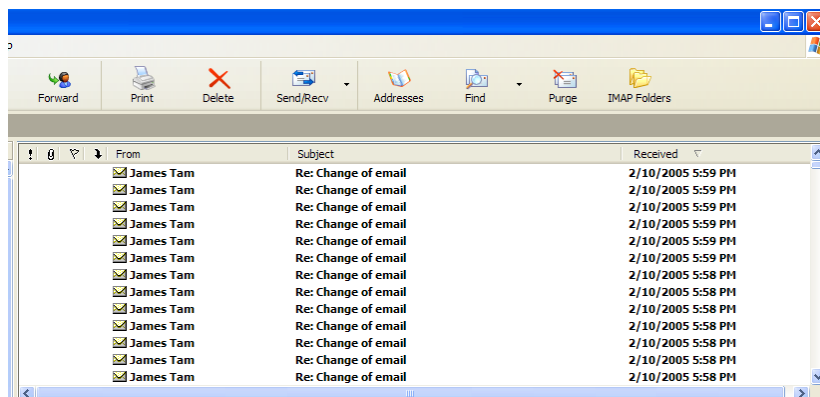 Forward Print Delete Send/Recv Addresses Find Purge IMAP Folders
! From Subject Received
James Tam Re: Change of email 2/10/2005 5:59 PM
James Tam Re: Change of email 2/10/2005 5:59 PM
James Tam Re: Change of email 2/10/2005 5:59 PM
James Tam Re: Change of email 2/10/2005 5:59 PM
James Tam Re: Change of email 2/10/2005 5:59 PM
James Tam Re: Change of email 2/10/2005 5:59 PM
James Tam Re: Change of email 2/10/2005 5:58 PM
James Tam Re: Change of email 2/10/2005 5:58 PM
James Tam Re: Change of email 2/10/2005 5:58 PM
James Tam Re: Change of email 2/10/2005 5:58 PM
James Tam Re: Change of email 2/10/2005 5:58 PM
James Tam Re: Change of email 2/10/2005 5:58 PM
James Tam Re: Change of email 2/10/2005 5:58 PM